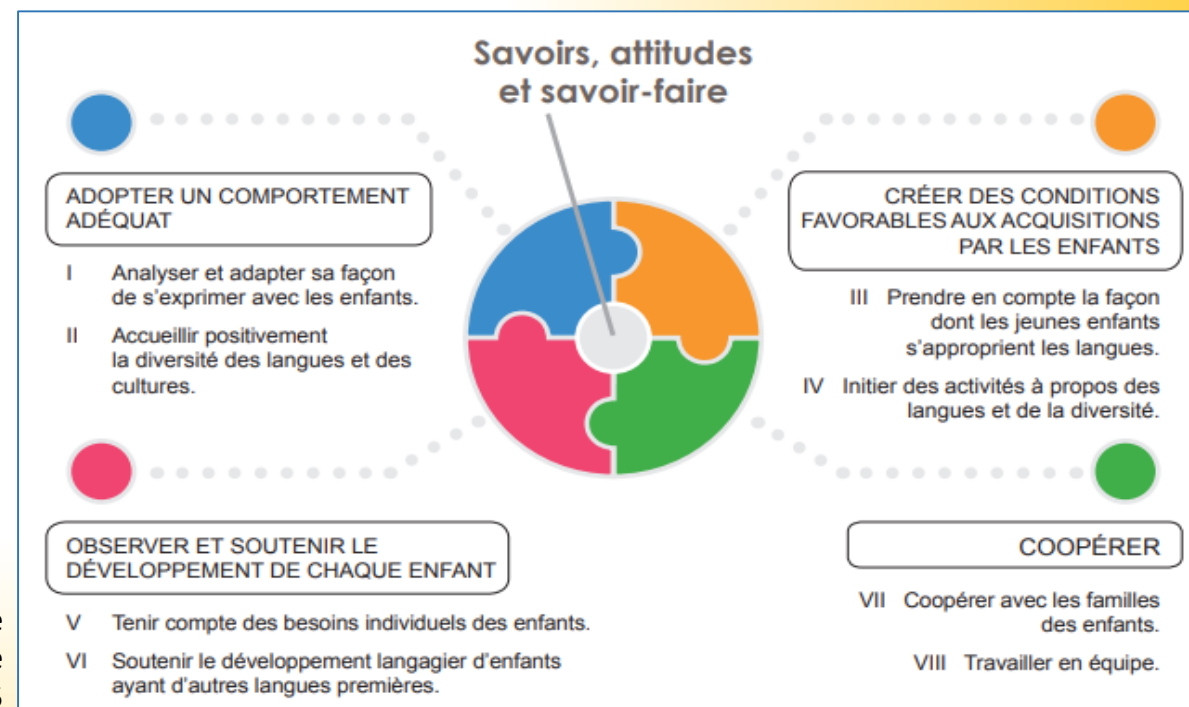 Savoirs, attitudes
et savoir-faire
ADOPTER UN COMPORTEMENT
ADÉQUAT
I Analyser et adapter sa façon
de s'exprimer avec les enfants.
II Accueillir positivement
la diversité des langues et des
cultures.
CRÉER DES CONDITIONS
FAVORABLES AUX ACQUISITIONS
PAR LES ENFANTS
III Prendre en compte la façon
dont les jeunes enfants
s'approprient les langues.
IV Initier des activités à propos des
langues et de la diversité.
OBSERVER ET SOUTENIR LE
DÉVELOPPEMENT DE CHAQUE ENFANT
V Tenir compte des besoins individuels des enfants.
VI Soutenir le développement langagier d'enfants
ayant d'autres langues premières.
COOPÉRER
VII Coopérer avec les familles
des enfants.
VIII Travailler en équipe.